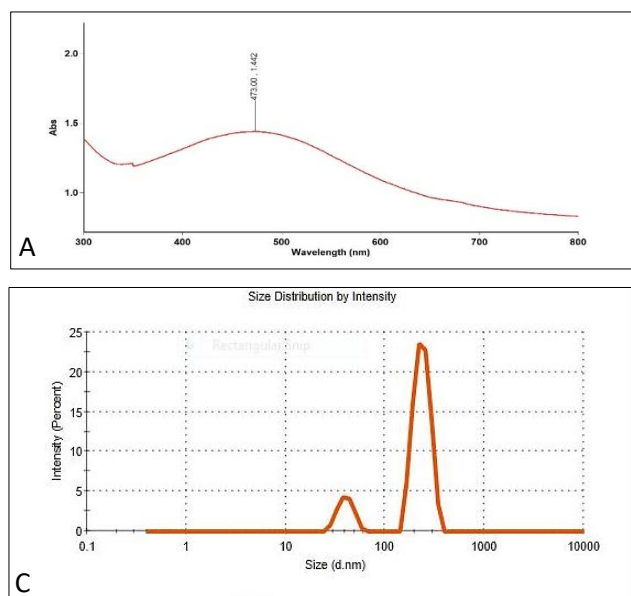 2.0
1.5
1.0
Abs
473.00 , 1.442
300 400 500 600 700 800
Wavelength (nm)
A
Size Distribution by Intensity
Rectangular Snip
25
20
15
10
5
0
Intensity (Percent)
0.1 1 10 100 1000 10000
Size (d.nm)
C